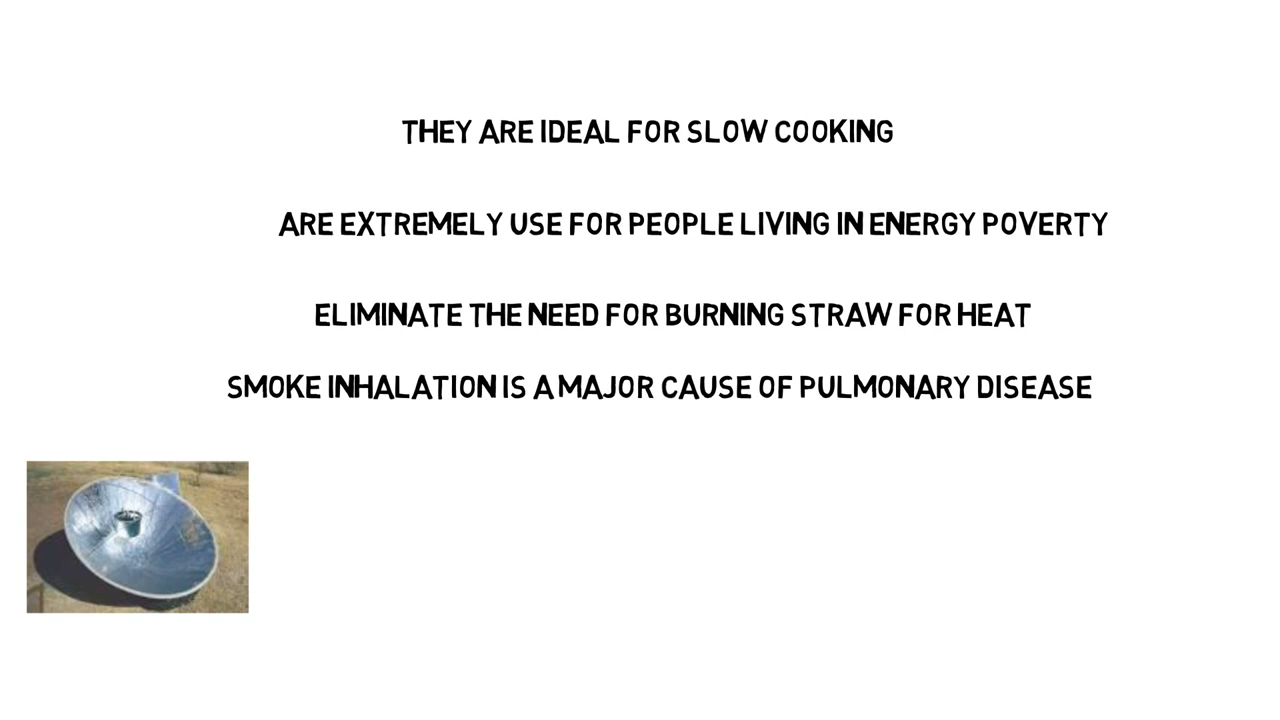 THEY ARE IDEAL FOR SLOW COOKING
ARE EXTREMELY USE FOR PEOPLE LIVING IN ENERGY POVERTY
ELIMINATE THE NEED FOR BURNING STRAW FOR HEAT
SMOKE INHALATION IS A MAJOR CAUSE OF PULMONARY DISEASE